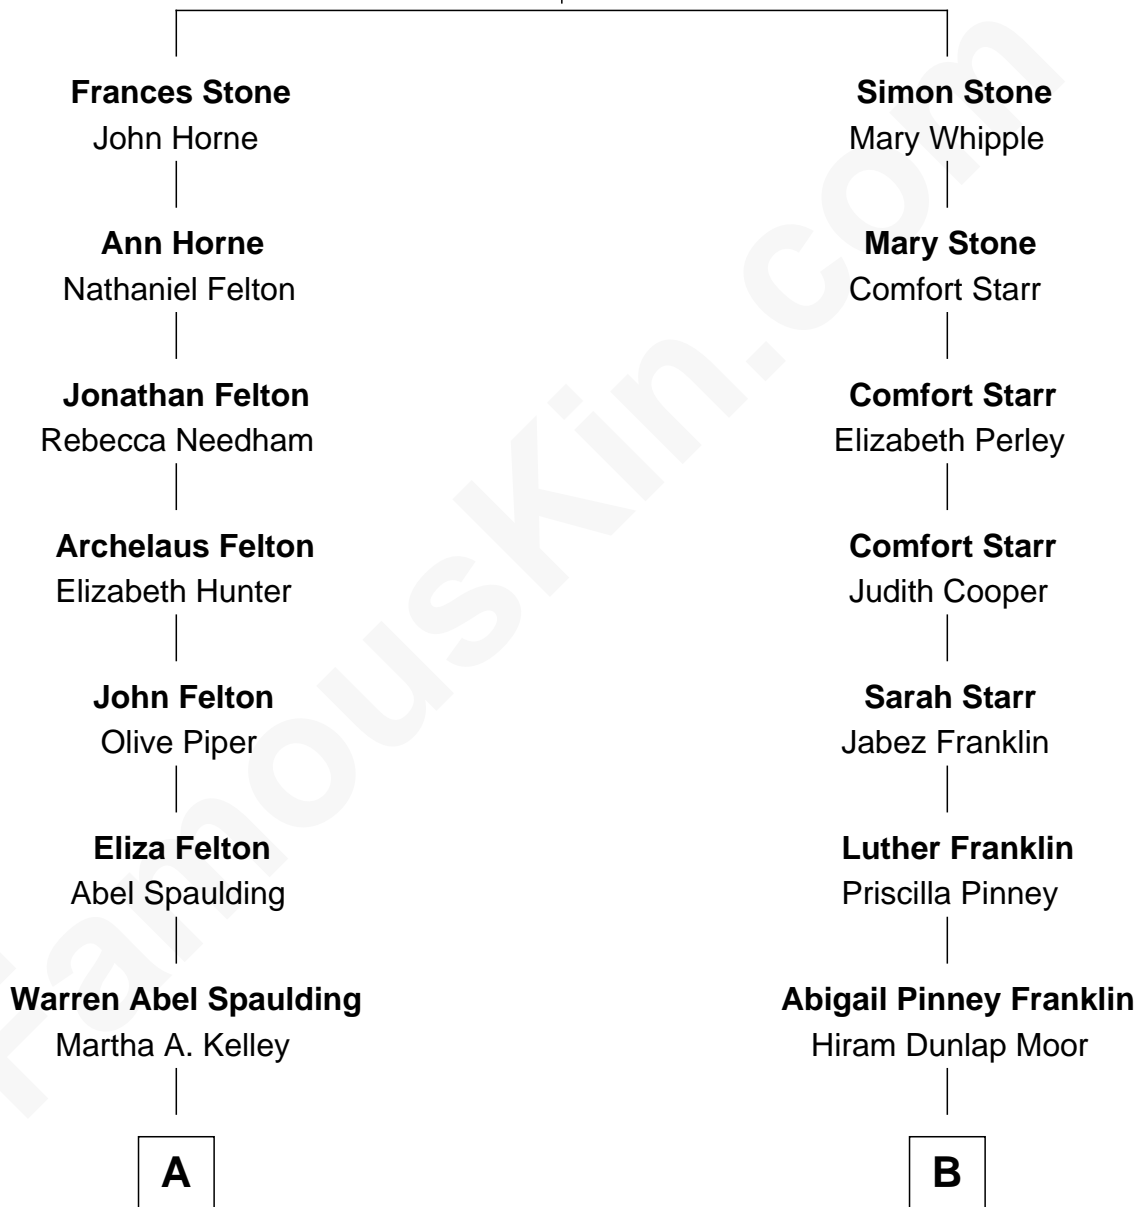 Frances Stone
John Horne
Ann Horne
Nathaniel Felton
Jonathan Felton
Rebecca Needham
Archelaus Felton
Elizabeth Hunter
John Felton
Olive Piper
Eliza Felton
Abel Spaulding
Warren Abel Spaulding
Martha A. Kelley
A
Simon Stone
Mary Whipple
Mary Stone
Comfort Starr
Comfort Starr
Elizabeth Perley
Comfort Starr
Judith Cooper
Sarah Starr
Jabez Franklin
Luther Franklin
Priscilla Pinney
Abigail Pinney Franklin
Hiram Dunlap Moor
B
FamousKin.com